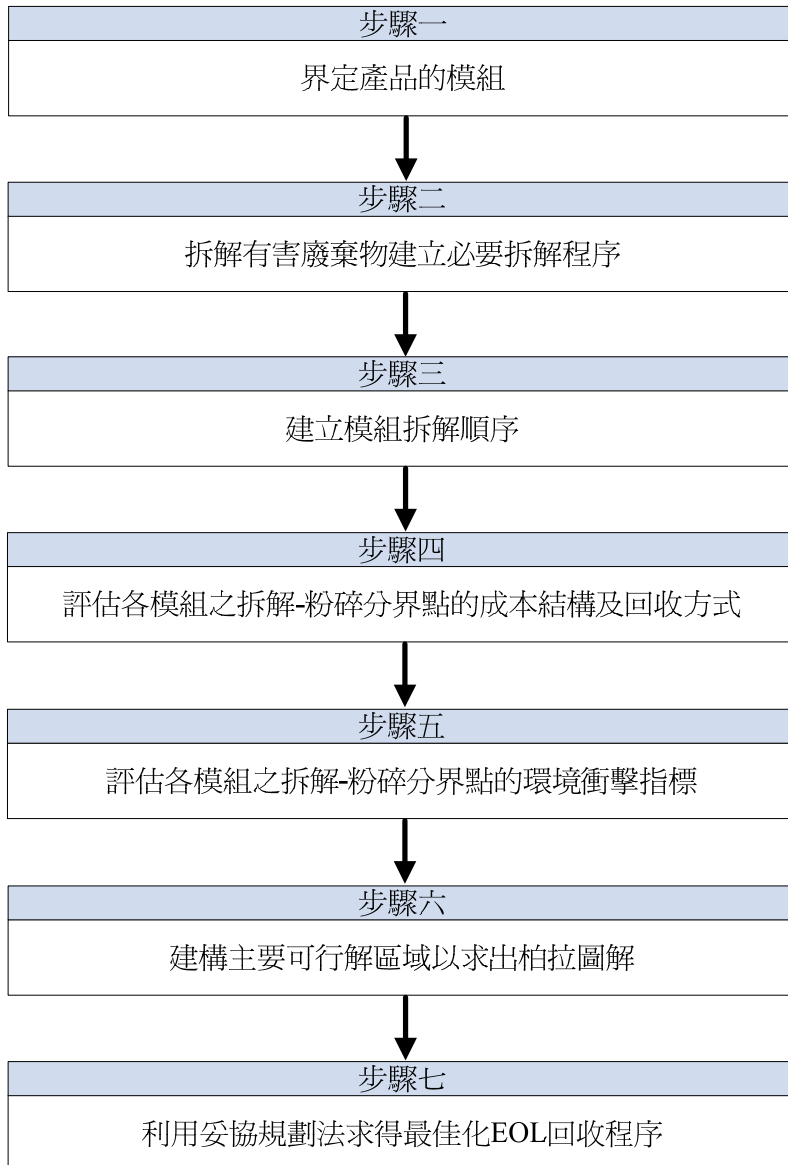 步驟一
界定產品的模組
步驟二
拆解有害廢棄物建立必要拆解程序
步驟三
建立模組拆解順序
步驟四
評估各模組之拆解-粉碎分界點的成本結構及回收方式
步驟五
評估各模組之拆解-粉碎分界點的環境衝擊指標
步驟六
建構主要可行解區域以求出柏拉圖解
步驟七
利用妥協規劃法求得最佳化EOL回收程序